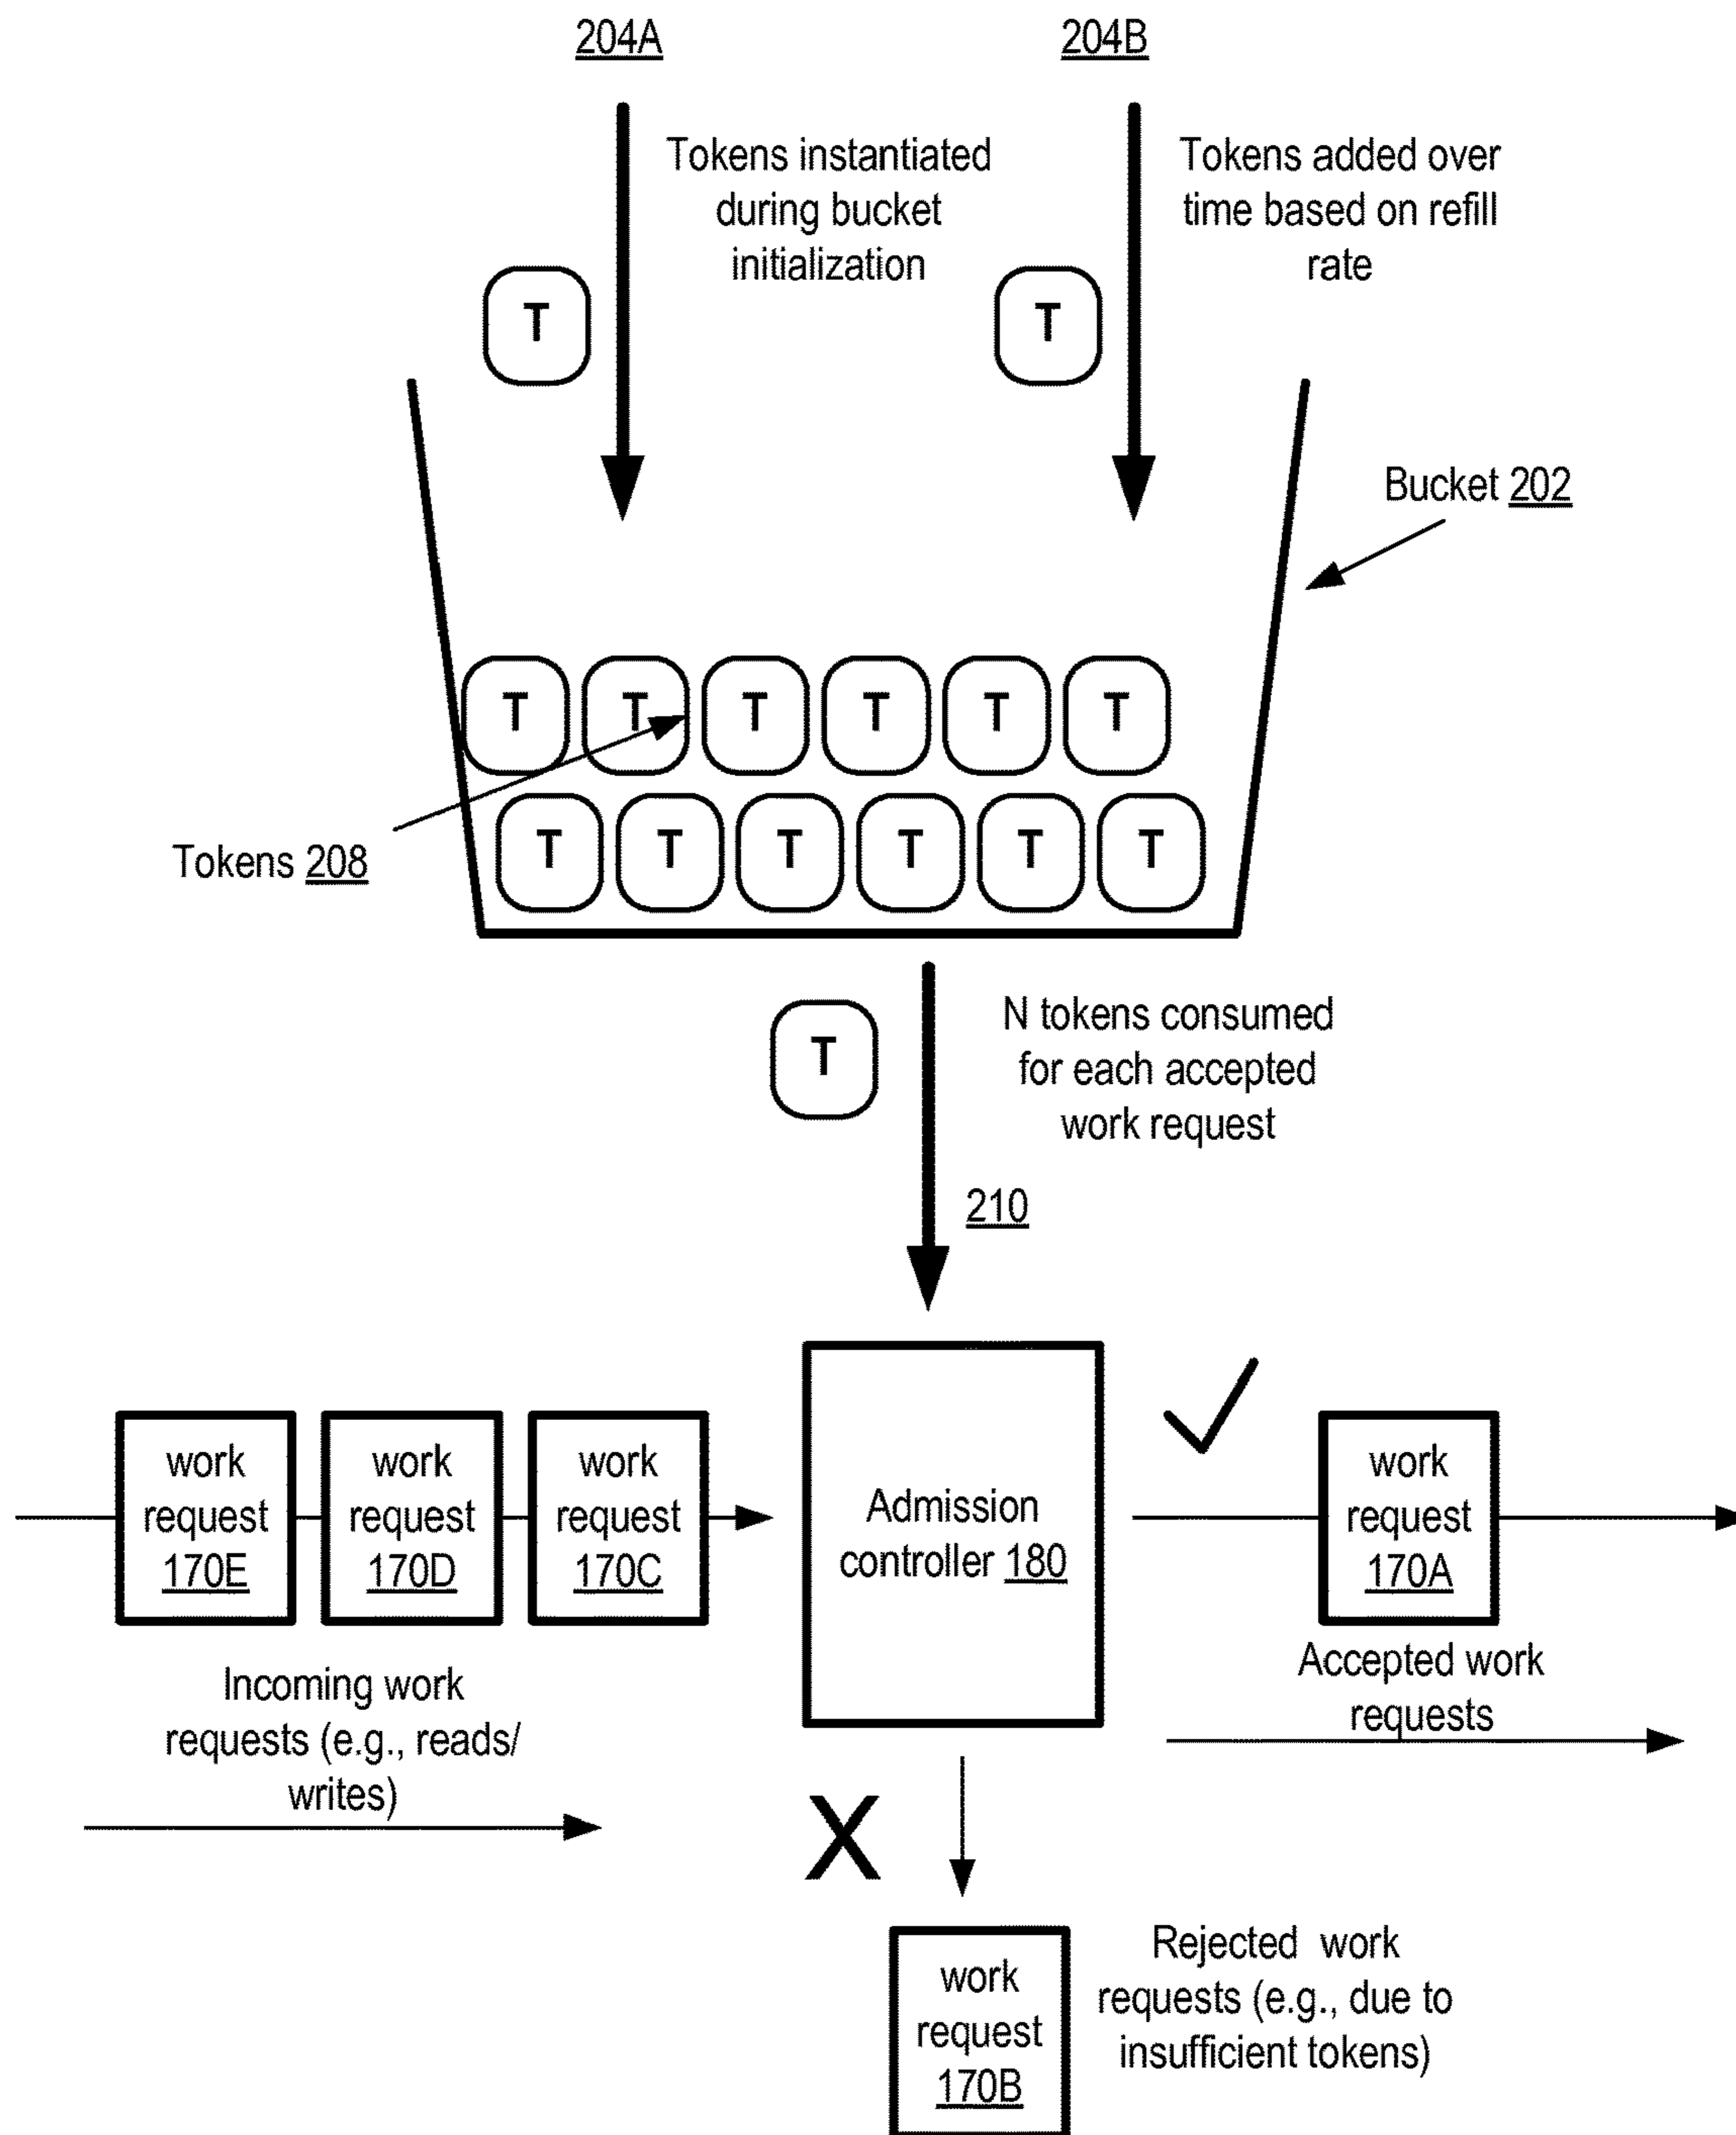 204A
204B
Tokens instantiated
during bucket
initialization
Tokens added over
time based on refill
rate
T
T
Bucket 202
T T T T T T
T T T T T T
Tokens 208
T
N tokens consumed
for each accepted
work request
210
work
request
170E
work
request
170D
work
request
170C
Admission
controller 180
work
request
170A
Incoming work
requests (e.g., reads/
writes)
Accepted work
requests
X
work
request
170B
Rejected work
requests (e.g., due to
insufficient tokens)